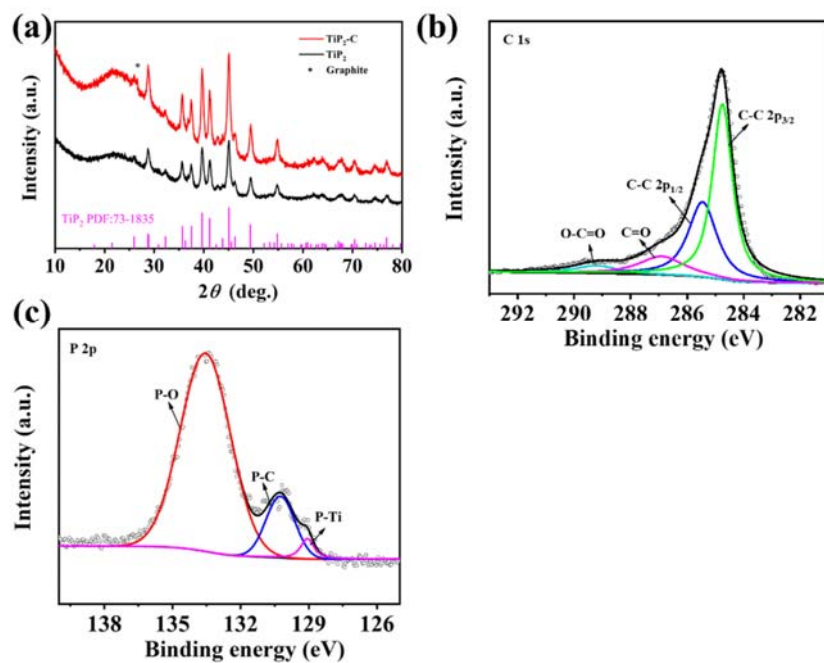 (a)
TiP₂-C
TiP₂
* Graphite
Intensity (a.u.)
TiP₂ PDF:73-1835
10 20 30 40 50 60 70 80
2θ (deg.)
(b)
C 1s
Intensity (a.u.)
C-C 2p₃/₂
C-C 2p₁/₂
C=O
O-C=O
292 290 288 286 284 282
Binding energy (eV)
(c)
P 2p
Intensity (a.u.)
P-O
P-C
P-Ti
138 135 132 129 126
Binding energy (eV)